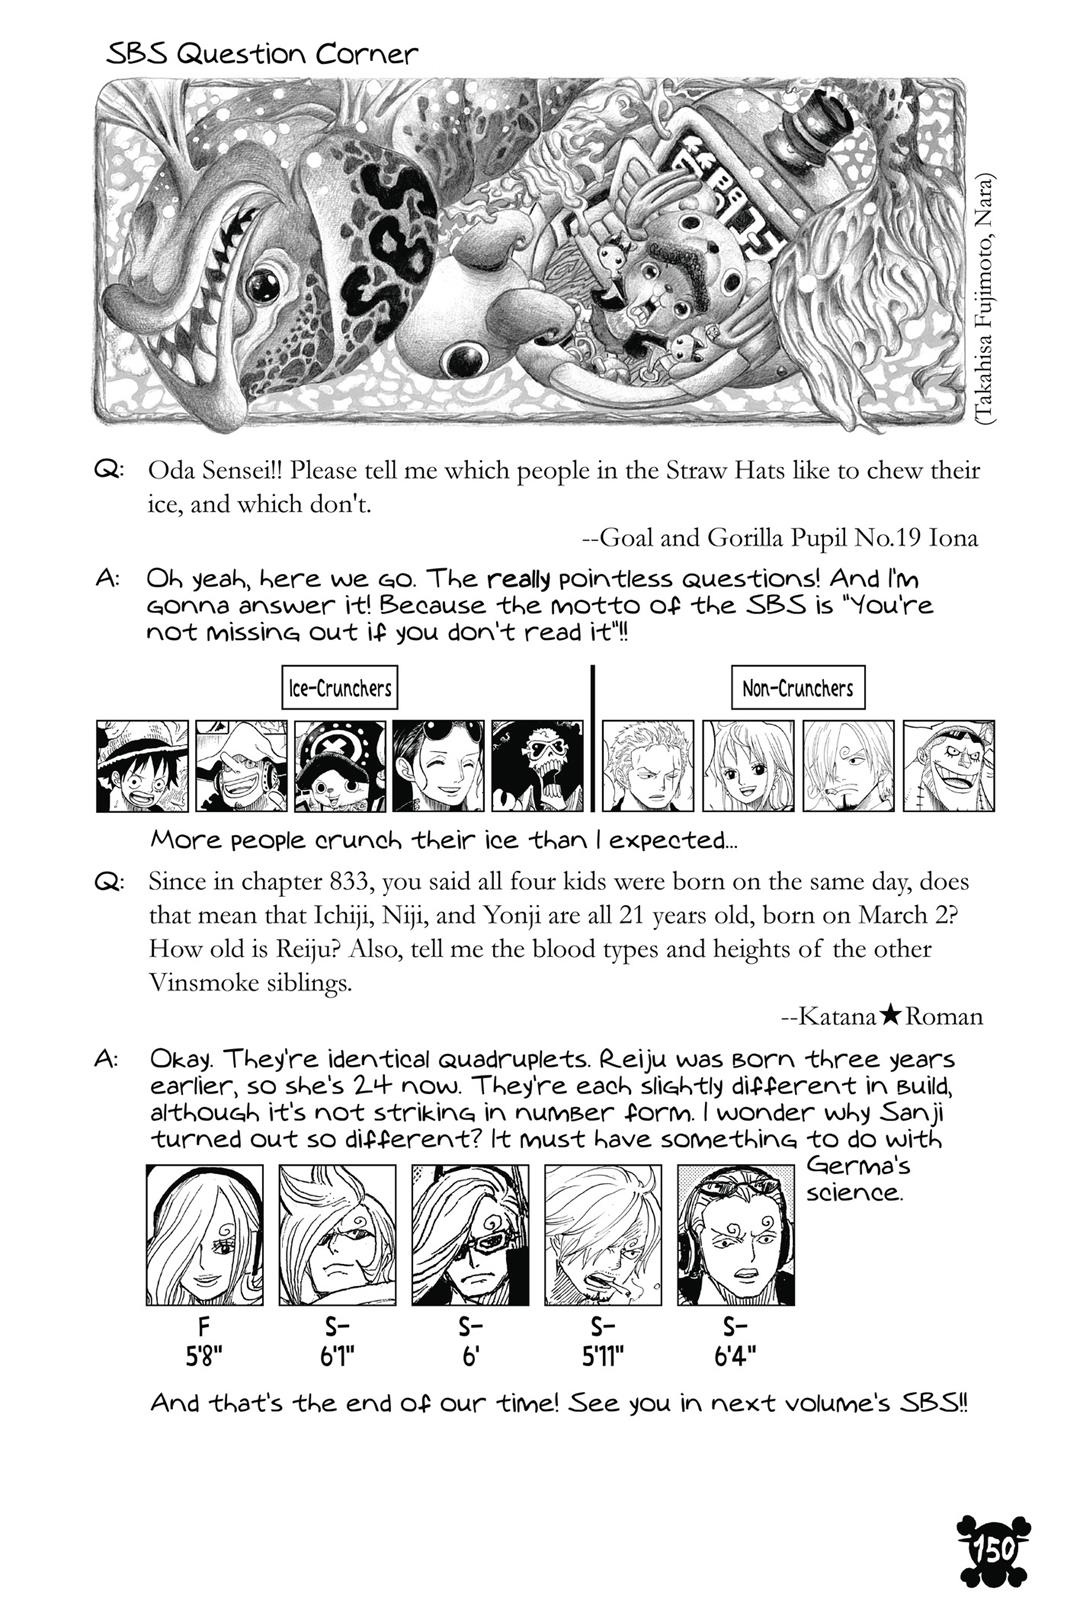 SBS Question Corner
SBS
(Takahisa Fujimoto, Nara)
Q: Oda Sensei!! Please tell me which people in the Straw Hats like to chew their
ice, and which don't.
--Goal and Gorilla Pupil No.19 Iona
A: Oh yeah, here we go. The really pointless questions! And I'm
gonna answer it! Because the motto of the SBS is "You're
not missing out if you don't read it"!!
Ice-Crunchers
Non-Crunchers
More people crunch their ice than I expected...
Q: Since in chapter 833, you said all four kids were born on the same day, does
that mean that Ichiji, Niji, and Yonji are all 21 years old, born on March 2?
How old is Reiju? Also, tell me the blood types and heights of the other
Vinsmoke siblings.
--Katana★Roman
A: Okay. They're identical quadruplets. Reiju was born three years
earlier, so she's 24 now. They're each slightly different in build,
although it's not striking in number form. I wonder why Sanji
turned out so different? It must have something to do with
Germa's
science.
F S- S- S- S-
5'8" 6'1" 6' 5'11" 6'4"
And that's the end of our time! See you in next volume's SBS!!
150